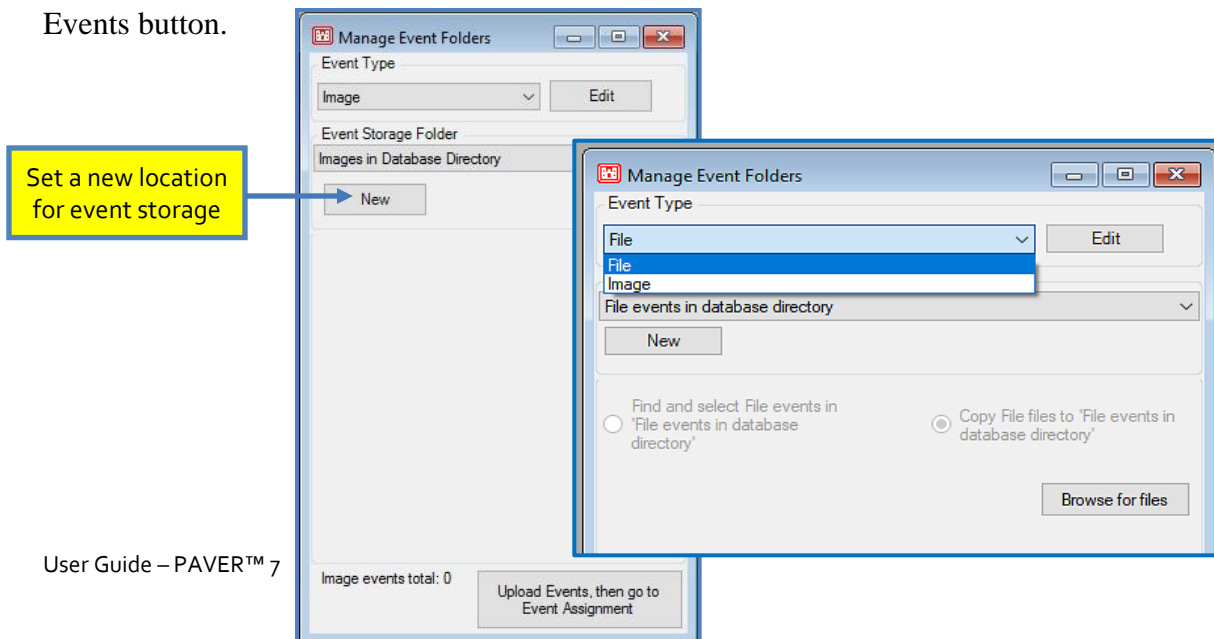 Events button.
Manage Event Folders
Event Type
Image
Edit
Event Storage Folder
Images in Database Directory
New
Set a new location
for event storage
Manage Event Folders
Event Type
File
Edit
File
Image
File events in database directory
New
Find and select File events in
'File events in database
directory'
Copy File files to 'File events in
database directory'
Browse for files
Image events total: 0
Upload Events, then go to
Event Assignment
User Guide – PAVER™ 7